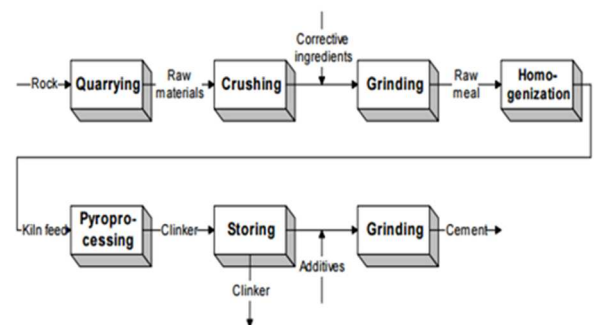 Corrective
ingredients
Rock
Quarrying
Raw
materials
Crushing
Grinding
Raw
meal
Homo-
genization
Kiln feed
Pyropro-
cessing
Clinker
Storing
Additives
Grinding
Cement
Clinker